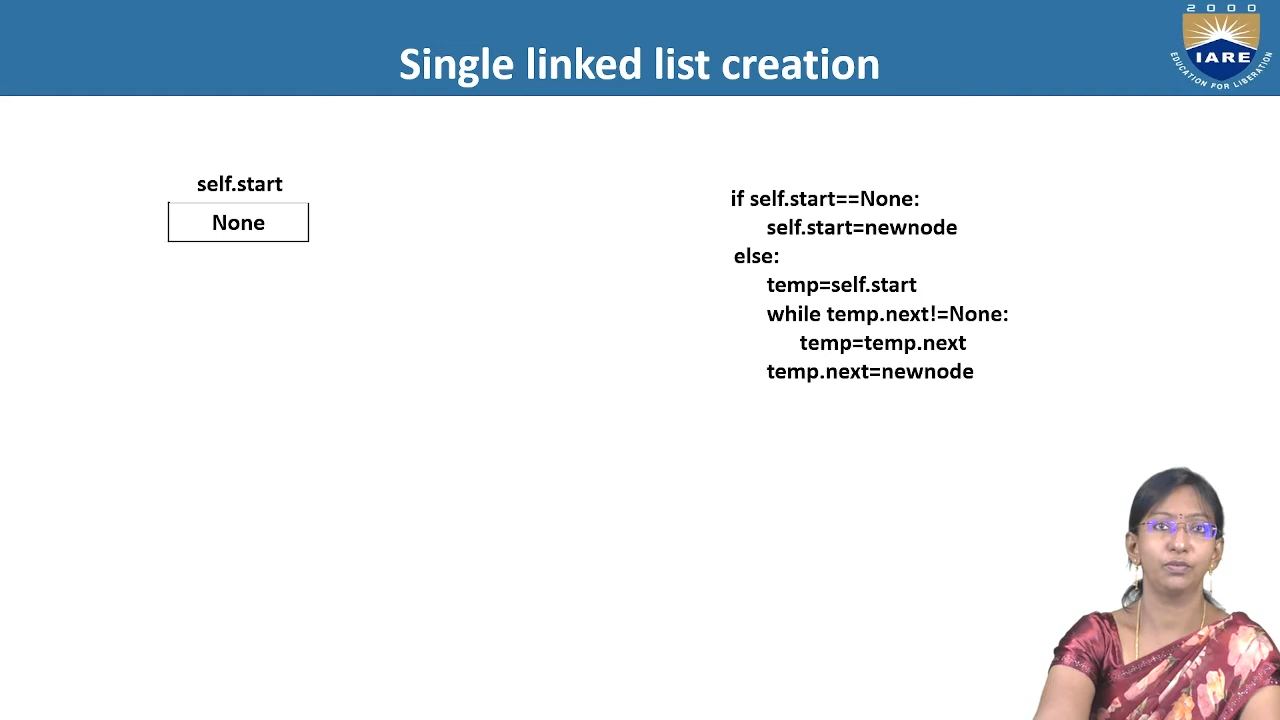 Single linked list creation
2000
IARE
EDUCATION FOR LIBERATION
self.start
None
if self.start==None:
self.start=newnode
else:
temp=self.start
while temp.next!=None:
temp=temp.next
temp.next=newnode